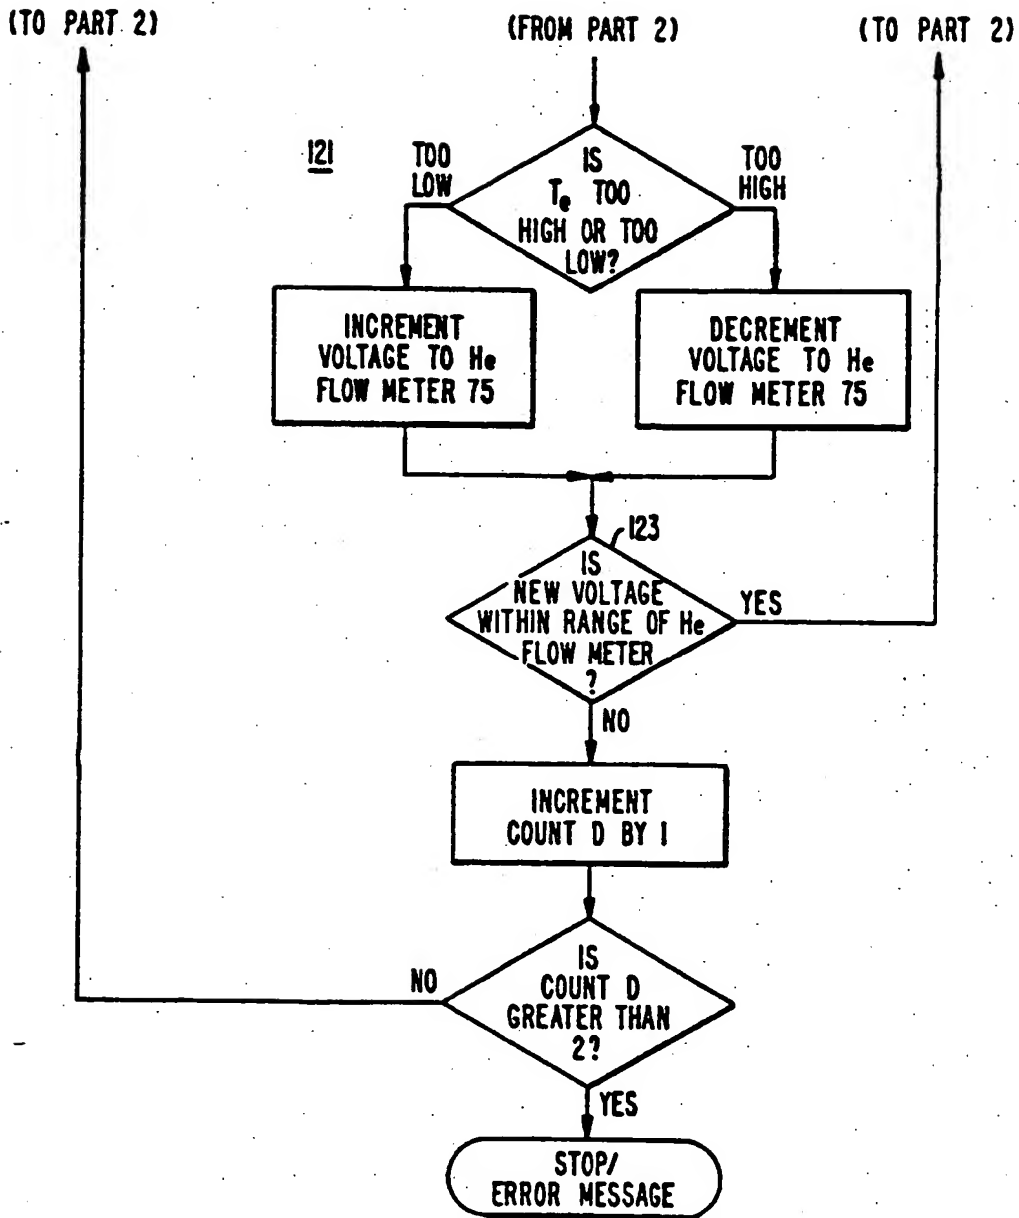 (TO PART 2)
(FROM PART 2)
(TO PART 2)
121
TOO
LOW
IS
Te TOO
HIGH OR TOO
LOW?
TOO
HIGH
INCREMENT
VOLTAGE TO He
FLOW METER 75
DECREMENT
VOLTAGE TO He
FLOW METER 75
123
IS
NEW VOLTAGE
WITHIN RANGE OF He
FLOW METER
?
YES
NO
INCREMENT
COUNT D BY 1
IS
COUNT D
GREATER THAN
2?
NO
YES
STOP/
ERROR MESSAGE